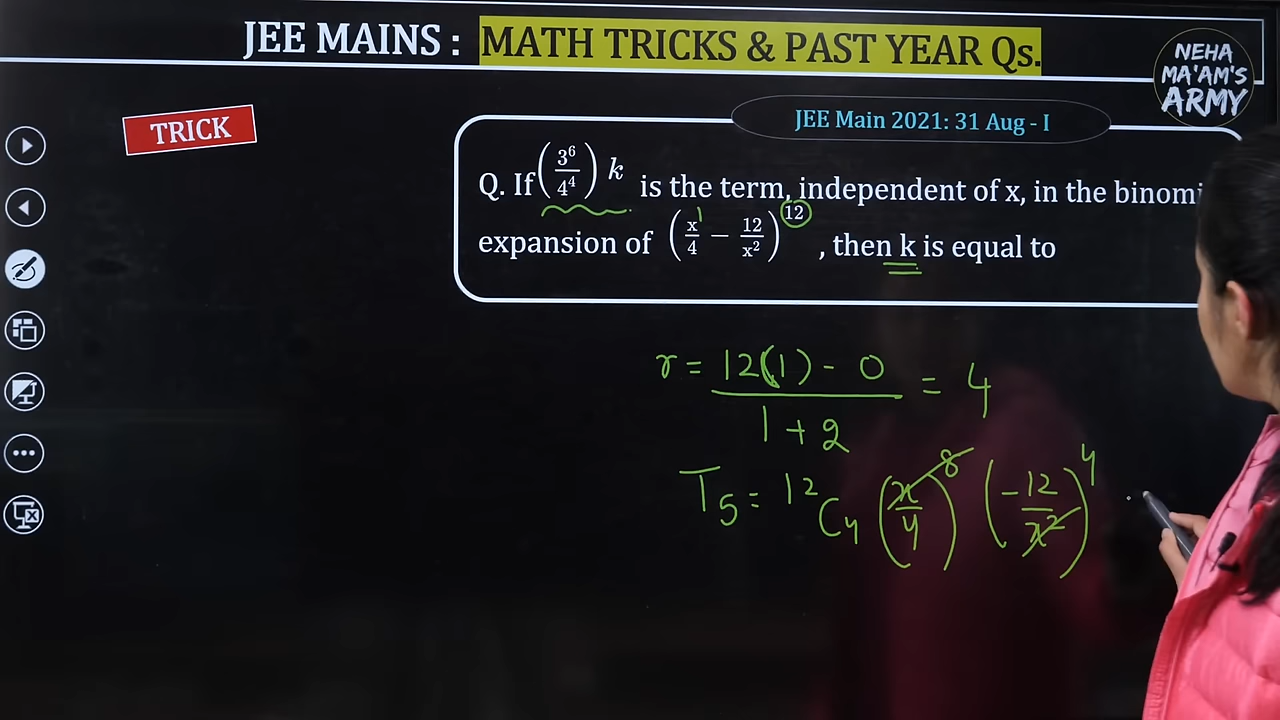 JEE MAINS : MATH TRICKS & PAST YEAR Qs.
NEHA
MA'AM'S
ARMY
TRICK
JEE Main 2021: 31 Aug - I
Q. If (3⁶/4⁴) k is the term, independent of x, in the
expansion of (x¹/4 − 12/x²)¹² , then k is equal to
r = 12(1) - 0 / 1 + 2 = 4
T₅ = ¹²C₄ (x/4)⁸ (-12/x²)⁴